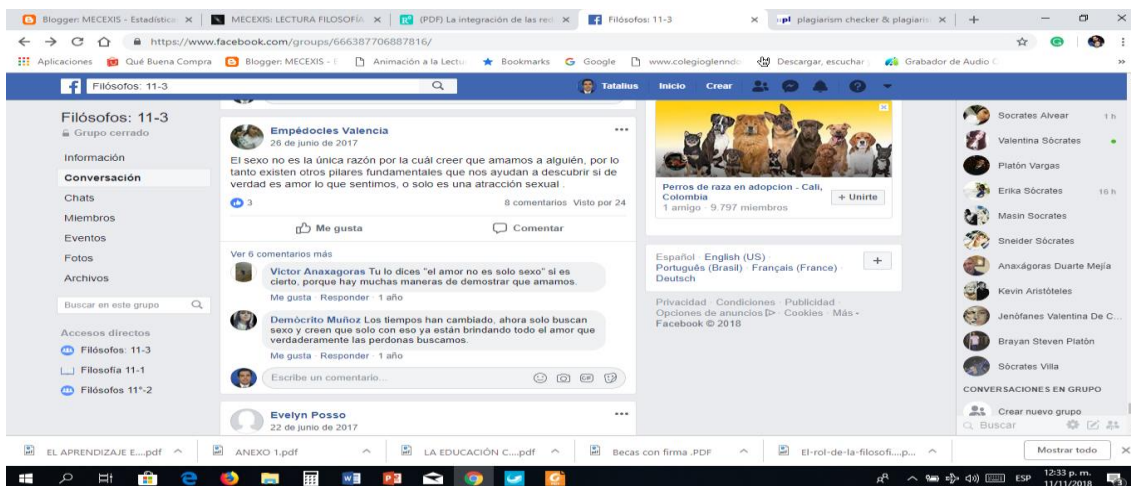 Blogger: MECEXIS - Estadística
MECEXIS: LECTURA FILOSOFÍA
(PDF) La integración de las red
Filósofos: 11-3
plagiarism checker & plagiaris
https://www.facebook.com/groups/666387706887816/
Aplicaciones
Qué Buena Compra
Blogger: MECEXIS - E
Animación a la Lectu
Bookmarks
Google
www.colegioglenndo
Descargar, escuchar
Grabador de Audio
Filósofos: 11-3
Tatalius
Inicio
Crear
Filósofos: 11-3
Grupo cerrado
Información
Conversación
Chats
Miembros
Eventos
Fotos
Archivos
Buscar en este grupo
Accesos directos
Filósofos: 11-3
Filosofía 11-1
Filósofos 11°-2
Empédocles Valencia
26 de junio de 2017
El sexo no es la única razón por la cuál creer que amamos a alguién, por lo
tanto existen otros pilares fundamentales que nos ayudan a descubrir si de
verdad es amor lo que sentimos, o solo es una atracción sexual .
3
8 comentarios Visto por 24
Me gusta
Comentar
Ver 6 comentarios más
Victor Anaxagoras Tu lo dices "el amor no es solo sexo" si es
cierto, porque hay muchas maneras de demostrar que amamos.
Me gusta · Responder · 1 año
Demócrito Muñoz Los tiempos han cambiado, ahora solo buscan
sexo y creen que solo con eso ya están brindando todo el amor que
verdaderamente las perdonas buscamos.
Me gusta · Responder · 1 año
Escribe un comentario...
GIF
Evelyn Posso
22 de junio de 2017
Perros de raza en adopcion - Cali,
Colombia
1 amigo · 9.797 miembros
+ Unirte
Español · English (US) ·
Português (Brasil) · Français (France) ·
Deutsch
Privacidad · Condiciones · Publicidad ·
Opciones de anuncios · Cookies · Más
Facebook © 2018
Socrates Alvear 1 h
Valentina Sócrates
Platón Vargas
Erika Sócrates 16 h
Masin Socrates
Sneider Sócrates
Anaxágoras Duarte Mejía
Kevin Aristóteles
Jenófanes Valentina De C...
Brayan Steven Platón
Sócrates Villa
CONVERSACIONES EN GRUPO
Crear nuevo grupo
Buscar
EL APRENDIZAJE E....pdf
ANEXO 1.pdf
LA EDUCACIÓN C....pdf
Becas con firma .PDF
El-rol-de-la-filosofi....p...
Mostrar todo
ESP
12:33 p. m.
11/11/2018